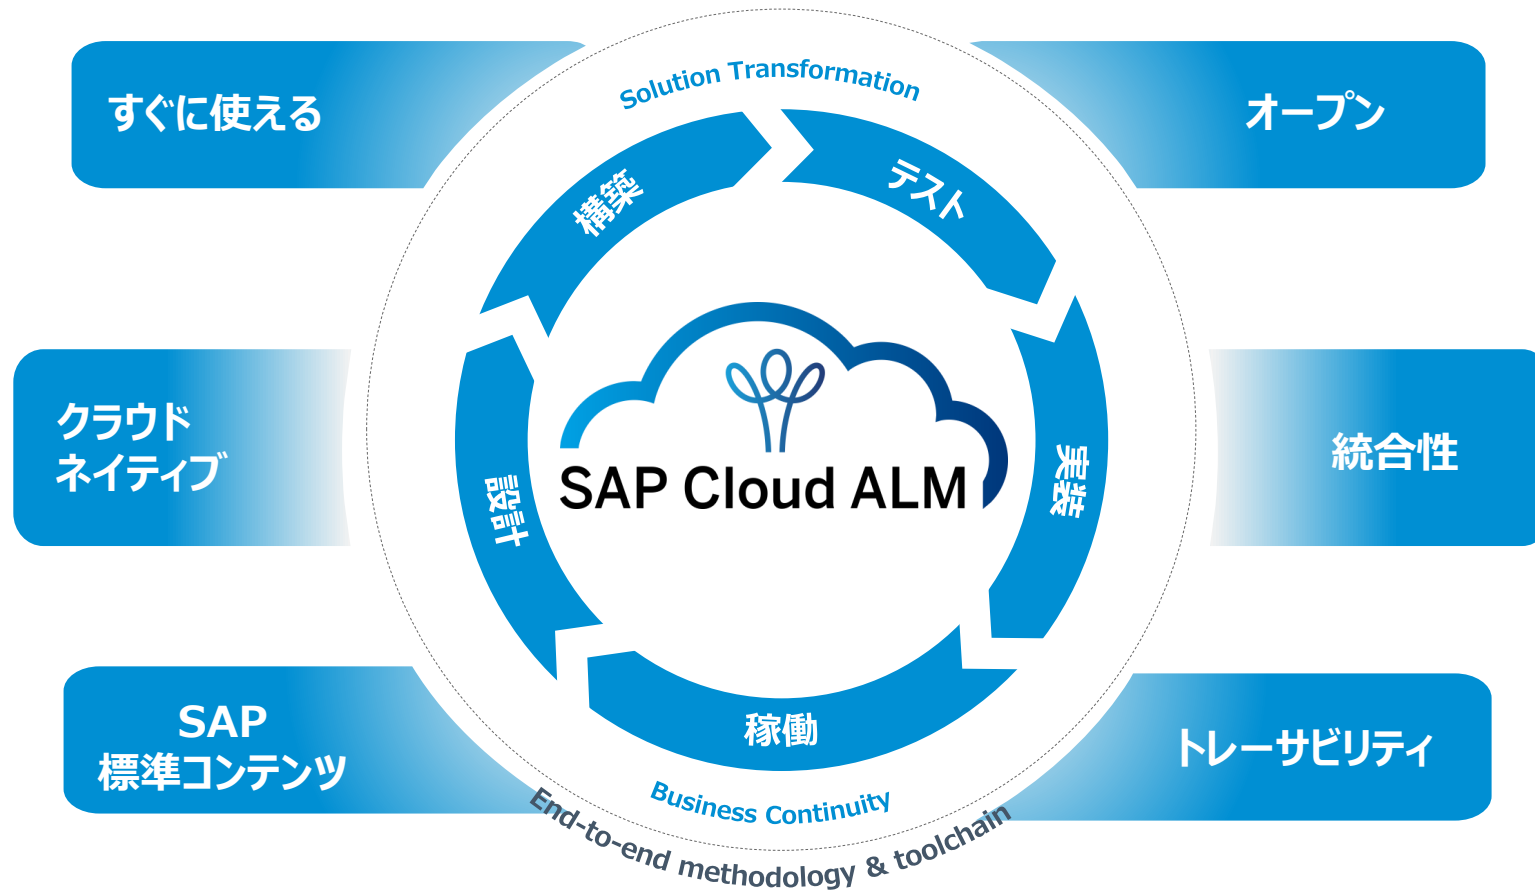 Solution Transformation
すぐに使える
オープン
構築
テスト
クラウド
ネイティブ
統合性
設計
実装
SAP Cloud ALM
稼働
SAP
標準コンテンツ
トレーサビリティ
Business Continuity
End-to-end methodology & toolchain